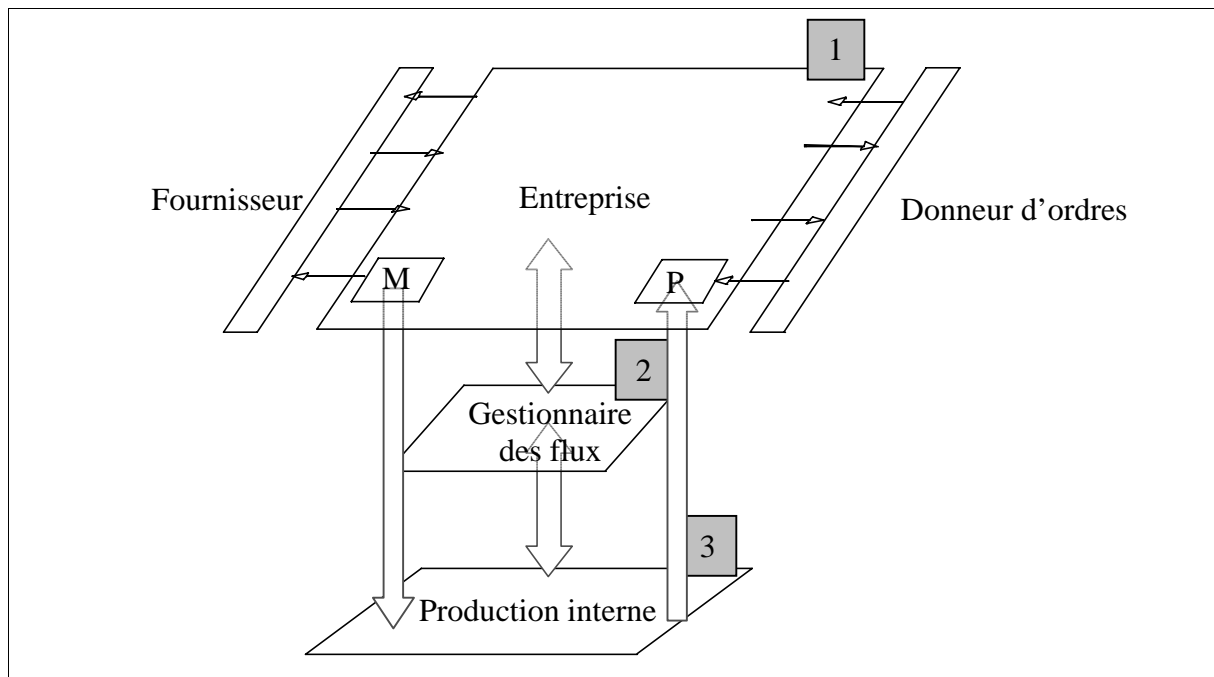 1
Fournisseur
Entreprise
Donneur d’ordres
M
P
2
Gestionnaire
des flux
3
Production interne